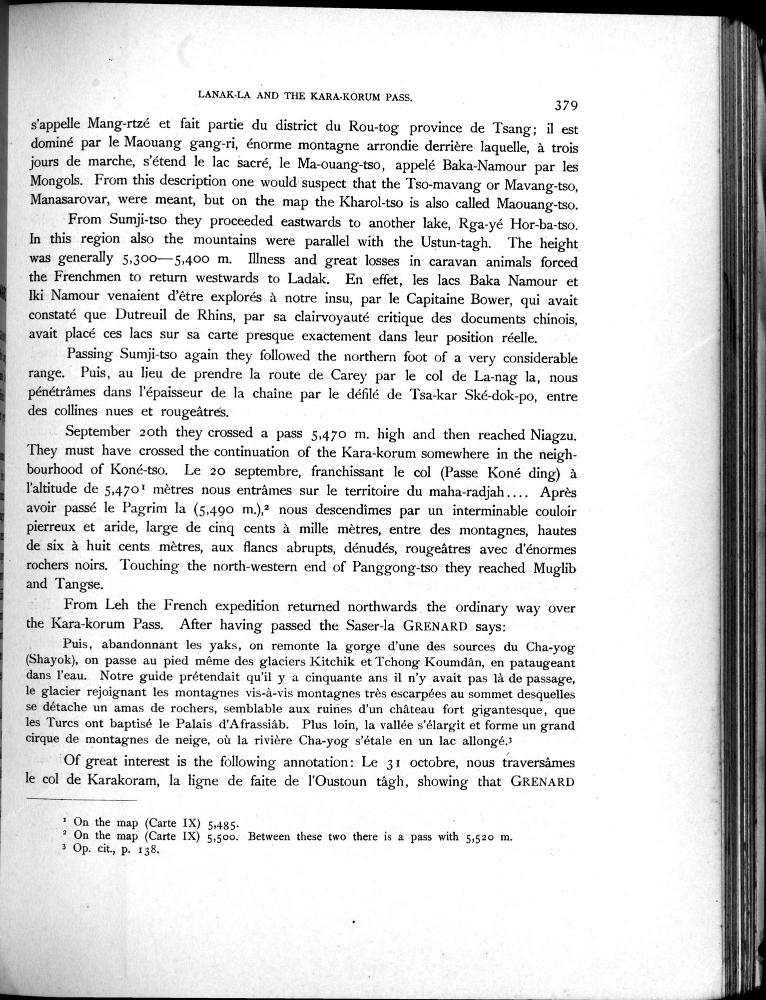 LANAK-LA AND THE KARA-KORUM PASS.
379
s'appelle Mang-rtzé et fait partie du district du Rou-tog province de Tsang; il est
dominé par le Maouang gang-ri, énorme montagne arrondie derrière laquelle, à trois
jours de marche, s'étend le lac sacré, le Ma-ouang-tso, appelé Baka-Namour par les
Mongols. From this description one would suspect that the Tso-mavang or Mavang-tso,
Manasarovar, were meant, but on the map the Kharol-tso is also called Maouang-tso.
From Sumji-tso they proceeded eastwards to another lake, Rga-yé Hor-ba-tso.
In this region also the mountains were parallel with the Ustun-tagh. The height
was generally 5,300—5,400 m. Illness and great losses in caravan animals forced
the Frenchmen to return westwards to Ladak. En effet, les lacs Baka Namour et
Iki Namour venaient d'être explorés à notre insu, par le Capitaine Bower, qui avait
constaté que Dutreuil de Rhins, par sa clairvoyauté critique des documents chinois,
avait placé ces lacs sur sa carte presque exactement dans leur position réelle.
Passing Sumji-tso again they followed the northern foot of a very considerable
range. Puis, au lieu de prendre la route de Carey par le col de La-nag la, nous
pénétrâmes dans l'épaisseur de la chaîne par le défilé de Tsa-kar Ské-dok-po, entre
des collines nues et rougeâtres.
September 20th they crossed a pass 5,470 m. high and then reached Niagzu.
They must have crossed the continuation of the Kara-korum somewhere in the neigh-
bourhood of Koné-tso. Le 20 septembre, franchissant le col (Passe Koné ding) à
l'altitude de 5,470¹ mètres nous entrâmes sur le territoire du maha-radjah.... Après
avoir passé le Pagrim la (5,490 m.),² nous descendîmes par un interminable couloir
pierreux et aride, large de cinq cents à mille mètres, entre des montagnes, hautes
de six à huit cents mètres, aux flancs abrupts, dénudés, rougeâtres avec d'énormes
rochers noirs. Touching the north-western end of Panggong-tso they reached Muglib
and Tangse.
From Leh the French expedition returned northwards the ordinary way over
the Kara-korum Pass. After having passed the Saser-la GRENARD says:
Puis, abandonnant les yaks, on remonte la gorge d'une des sources du Cha-yog
(Shayok), on passe au pied même des glaciers Kitchik et Tchong Koumdân, en pataugeant
dans l'eau. Notre guide prétendait qu'il y a cinquante ans il n'y avait pas là de passage,
le glacier rejoignant les montagnes vis-à-vis montagnes très escarpées au sommet desquelles
se détache un amas de rochers, semblable aux ruines d'un château fort gigantesque, que
les Turcs ont baptisé le Palais d'Afrassiâb. Plus loin, la vallée s'élargit et forme un grand
cirque de montagnes de neige, où la rivière Cha-yog s'étale en un lac allongé.³
Of great interest is the following annotation: Le 31 octobre, nous traversâmes
le col de Karakoram, la ligne de faite de l'Oustoun tâgh, showing that GRENARD
¹ On the map (Carte IX) 5,485.
² On the map (Carte IX) 5,500. Between these two there is a pass with 5,520 m.
³ Op. cit., p. 138.